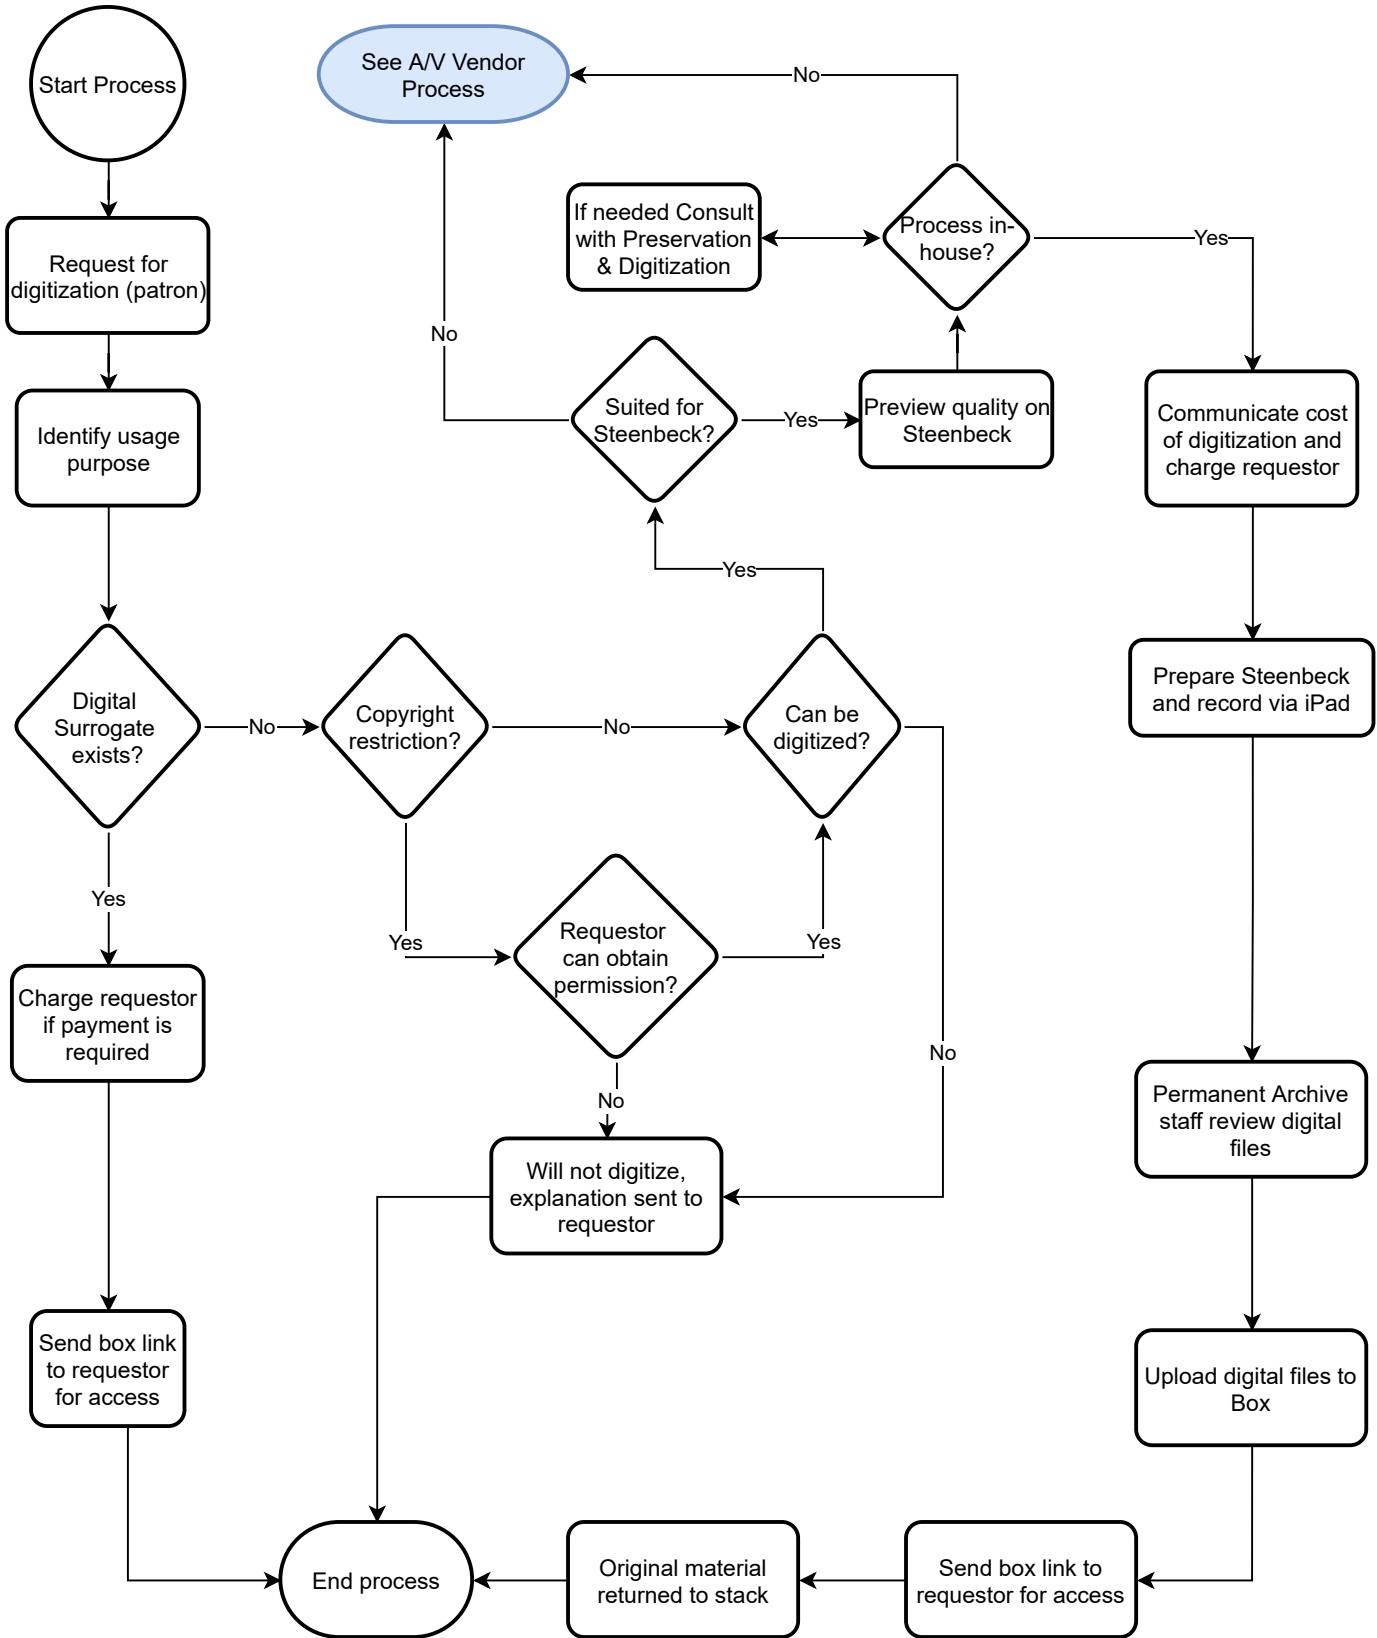 Start Process
See A/V Vendor
Process
No
Request for
digitization (patron)
If needed Consult
with Preservation
& Digitization
Process in-
house?
Yes
No
Identify usage
purpose
Suited for
Steenbeck?
Yes
Preview quality on
Steenbeck
Communicate cost
of digitization and
charge requestor
Yes
Digital
Surrogate
exists?
No
Copyright
restriction?
No
Can be
digitized?
Prepare Steenbeck
and record via iPad
Yes
Yes
Requestor
can obtain
permission?
Yes
No
Charge requestor
if payment is
required
No
Permanent Archive
staff review digital
files
Will not digitize,
explanation sent to
requestor
Send box link
to requestor
for access
Upload digital files to
Box
End process
Original material
returned to stack
Send box link to
requestor for access